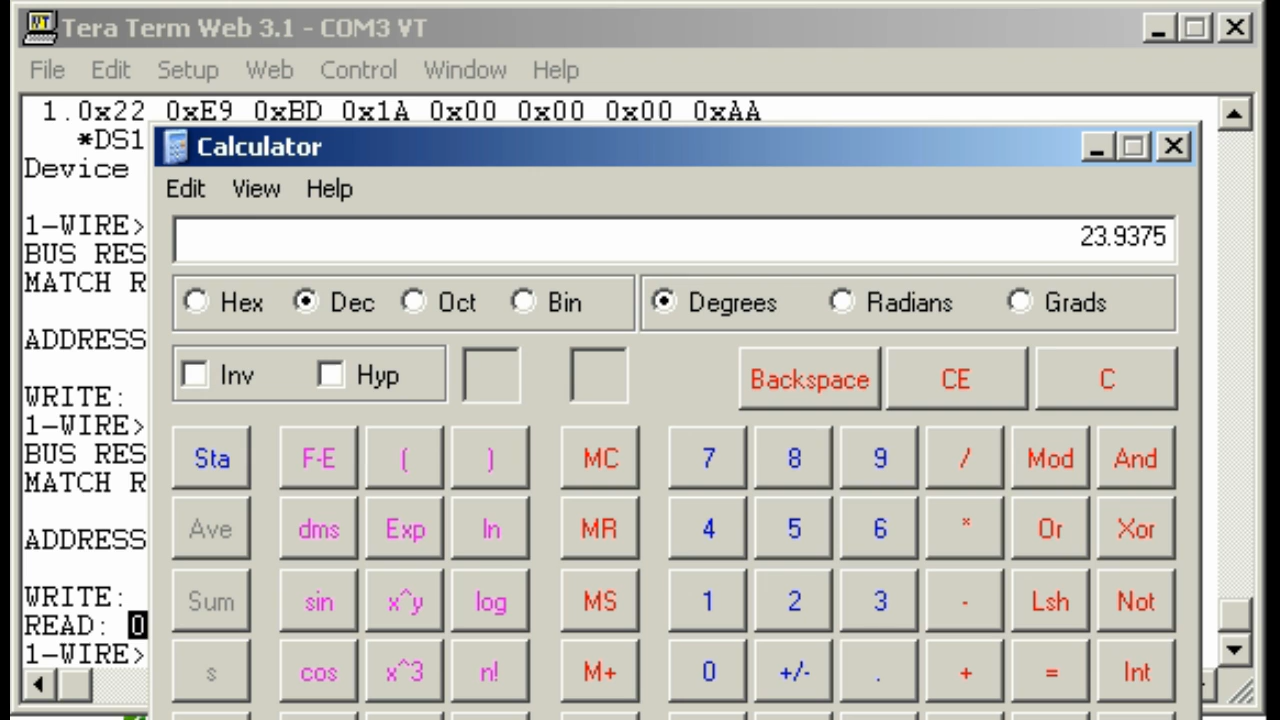 Tera Term Web 3.1 - COM3 VT
File Edit Setup Web Control Window Help
1.0x22 0xE9 0xBD 0x1A 0x00 0x00 0x00 0xAA
*DS1
Device
1-WIRE>
BUS RES
MATCH R
ADDRESS
WRITE:
1-WIRE>
BUS RES
MATCH R
ADDRESS
WRITE:
READ: 0
1-WIRE>
Calculator
Edit View Help
23.9375
Hex Dec Oct Bin Degrees Radians Grads
Inv Hyp Backspace CE C
Sta F-E ( ) MC 7 8 9 / Mod And
Ave dms Exp ln MR 4 5 6 * Or Xor
Sum sin x^y log MS 1 2 3 - Lsh Not
s cos x^3 n! M+ 0 +/- . + = Int